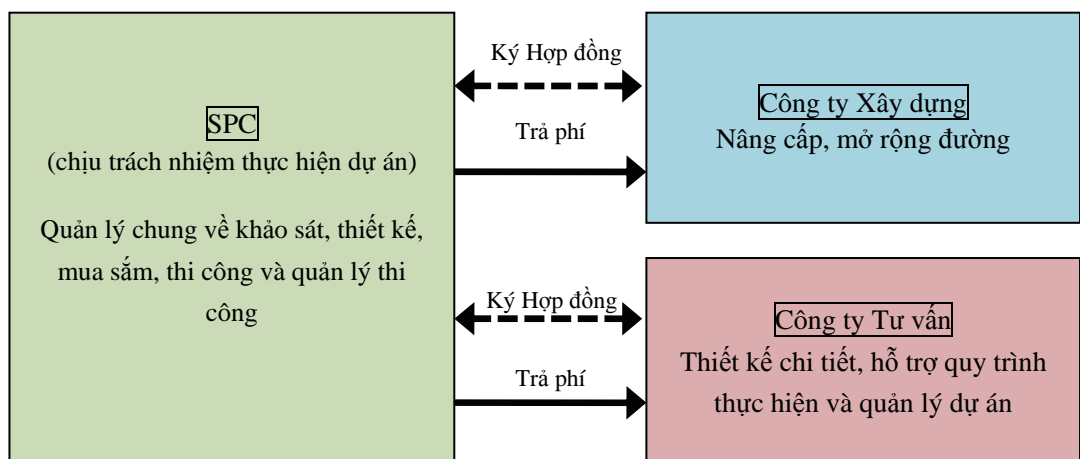 SPC
(chịu trách nhiệm thực hiện dự án)
Quản lý chung về khảo sát, thiết kế,
mua sắm, thi công và quản lý thi
công
Ký Hợp đồng
Trả phí
Công ty Xây dựng
Nâng cấp, mở rộng đường
Ký Hợp đồng
Trả phí
Công ty Tư vấn
Thiết kế chi tiết, hỗ trợ quy trình
thực hiện và quản lý dự án